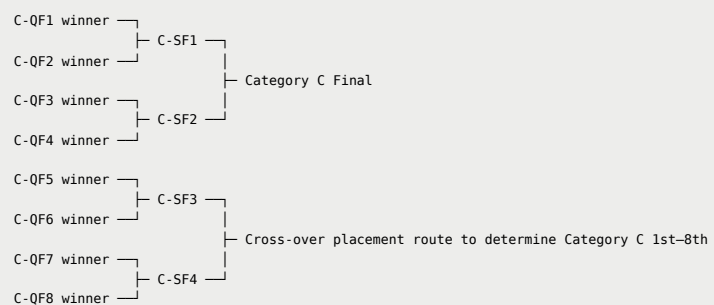 C-QF1 winner ──┐
               ├─ C-SF1 ──┐
C-QF2 winner ──┘          │
                          ├─ Category C Final
C-QF3 winner ──┐          │
               ├─ C-SF2 ──┘
C-QF4 winner ──┘

C-QF5 winner ──┐
               ├─ C-SF3 ──┐
C-QF6 winner ──┘          │
                          ├─ Cross-over placement route to determine Category C 1st–8th
C-QF7 winner ──┐          │
               ├─ C-SF4 ──┘
C-QF8 winner ──┘